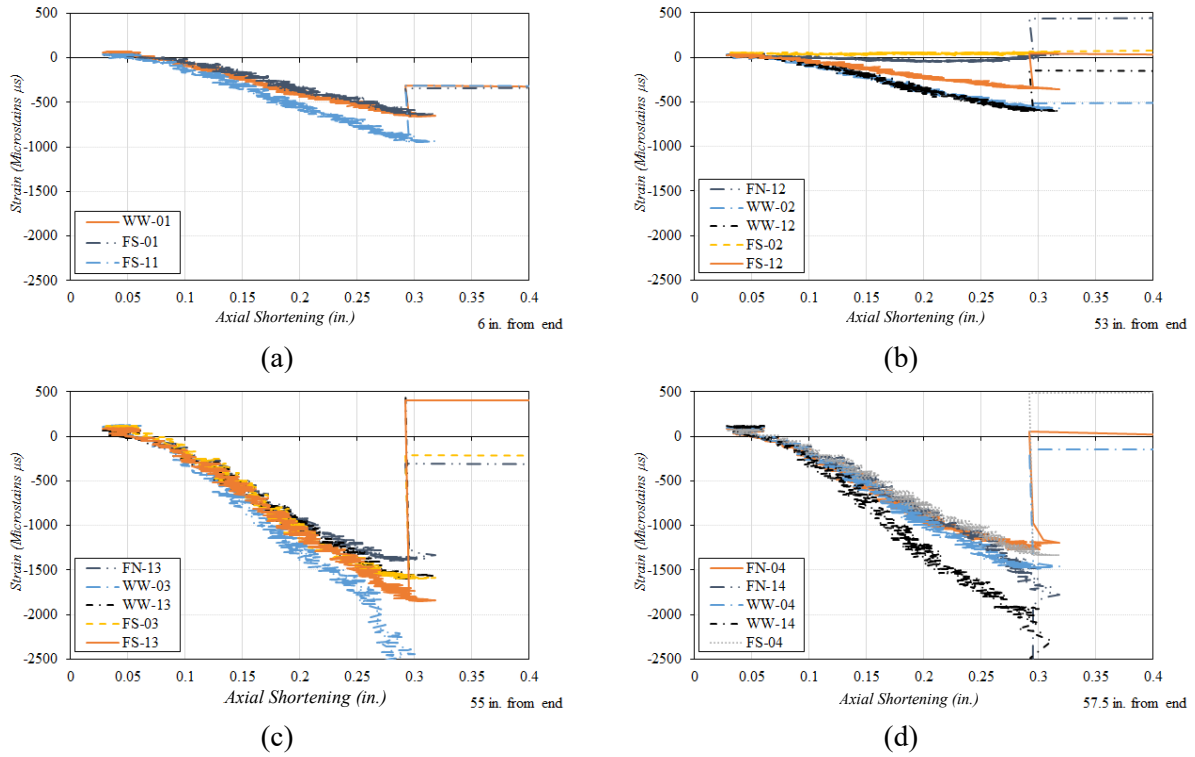 500
0
-500
-1000
-1500
-2000
-2500
Strain (Microstains µs)
WW-01
FS-01
FS-11
0 0.05 0.1 0.15 0.2 0.25 0.3 0.35 0.4
Axial Shortening (in.)
6 in. from end
(a)
500
0
-500
-1000
-1500
-2000
-2500
Strain (Microstains µs)
FN-12
WW-02
WW-12
FS-02
FS-12
0 0.05 0.1 0.15 0.2 0.25 0.3 0.35 0.4
Axial Shortening (in.)
53 in. from end
(b)
500
0
-500
-1000
-1500
-2000
-2500
Strain (Microstains µs)
FN-13
WW-03
WW-13
FS-03
FS-13
0 0.05 0.1 0.15 0.2 0.25 0.3 0.35 0.4
Axial Shortening (in.)
55 in. from end
(c)
500
0
-500
-1000
-1500
-2000
-2500
Strain (Microstains µs)
FN-04
FN-14
WW-04
WW-14
FS-04
0 0.05 0.1 0.15 0.2 0.25 0.3 0.35 0.4
Axial Shortening (in.)
57.5 in. from end
(d)